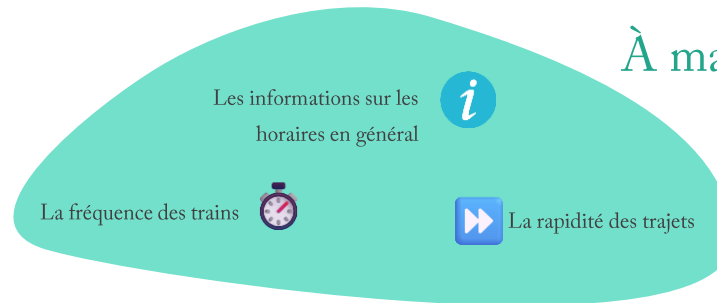 À ma
Les informations sur les
horaires en général
La fréquence des trains
La rapidité des trajets